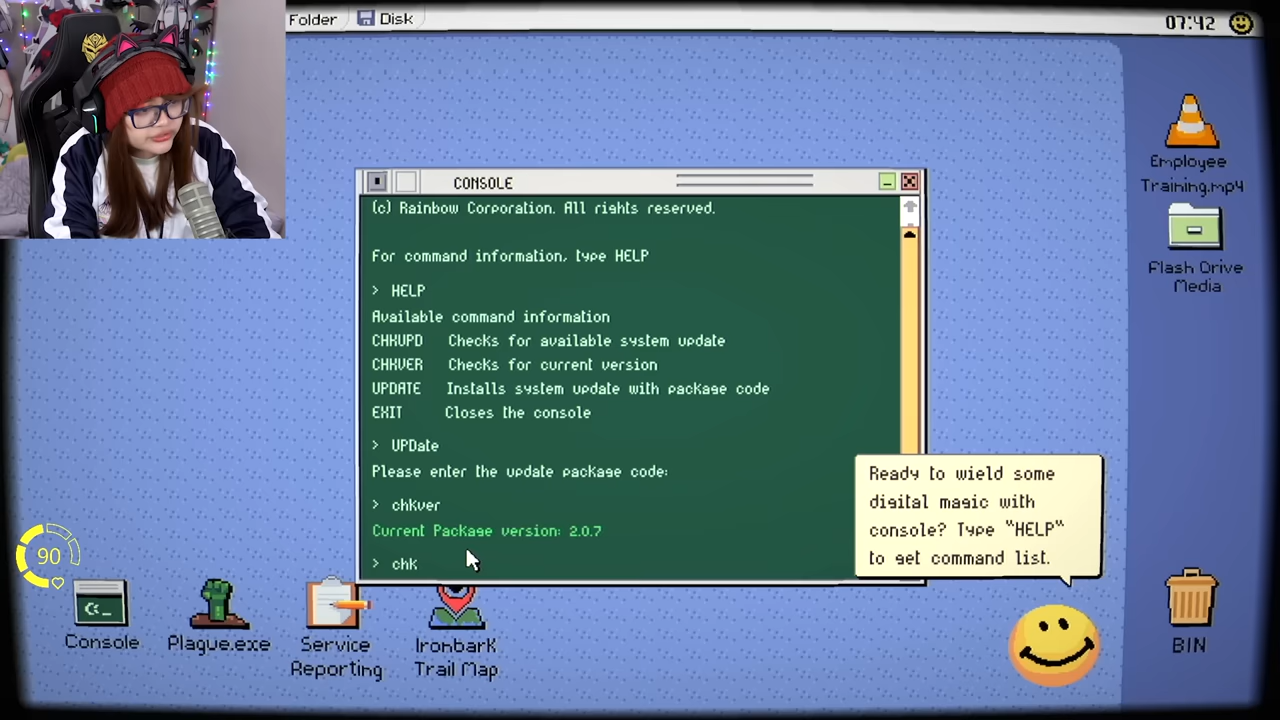 Folder
Disk
07:42
CONSOLE
(c) Rainbow Corporation. All rights reserved.
For command information, type HELP
> HELP
Available command information
CHKUPD Checks for available system update
CHKVER Checks for current version
UPDATE Installs system update with package code
EXIT Closes the console
> UPDate
Please enter the update package code:
> chkver
Current Package version: 2.0.7
> chk
Employee
Training.mp4
Flash Drive
Media
Ready to wield some
digital magic with
console? Type "HELP"
to get command list.
90
Console
Plague.exe
Service
Reporting
Ironbark
Trail Map
BIN